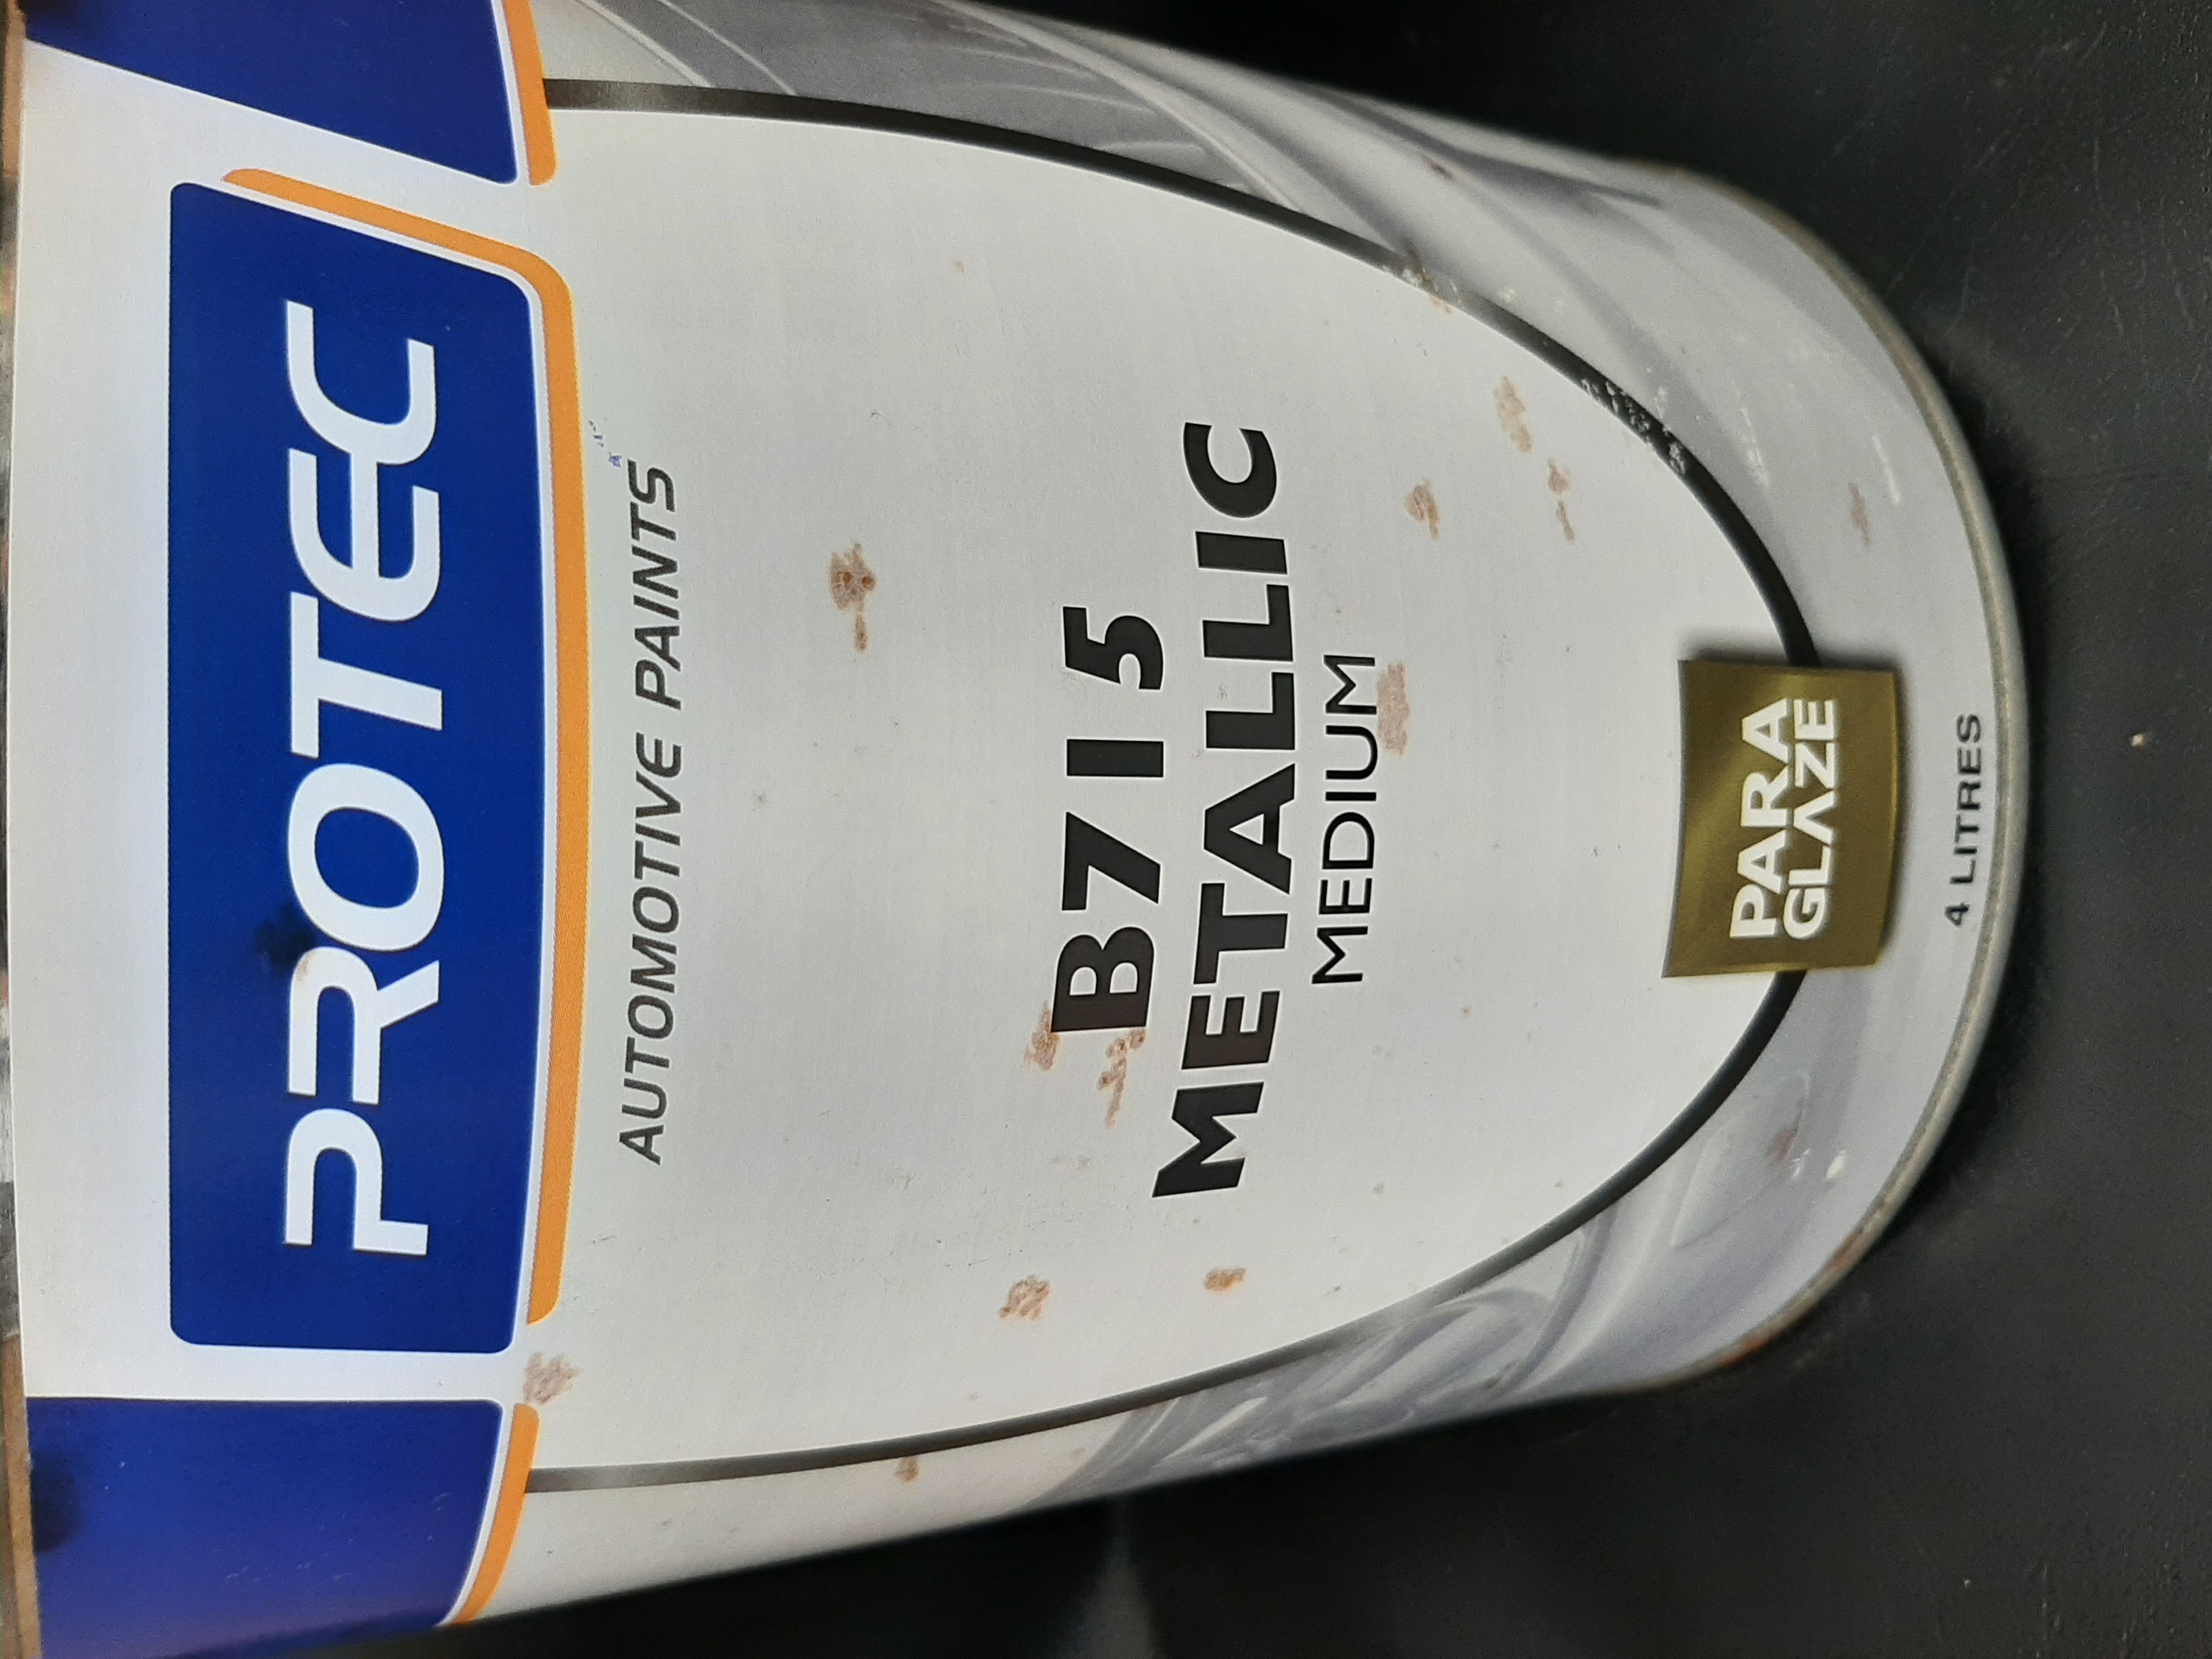 PROTEC
AUTOMOTIVE PAINTS
B715
METALLIC
MEDIUM
PARA
GLAZE
4 LITRES